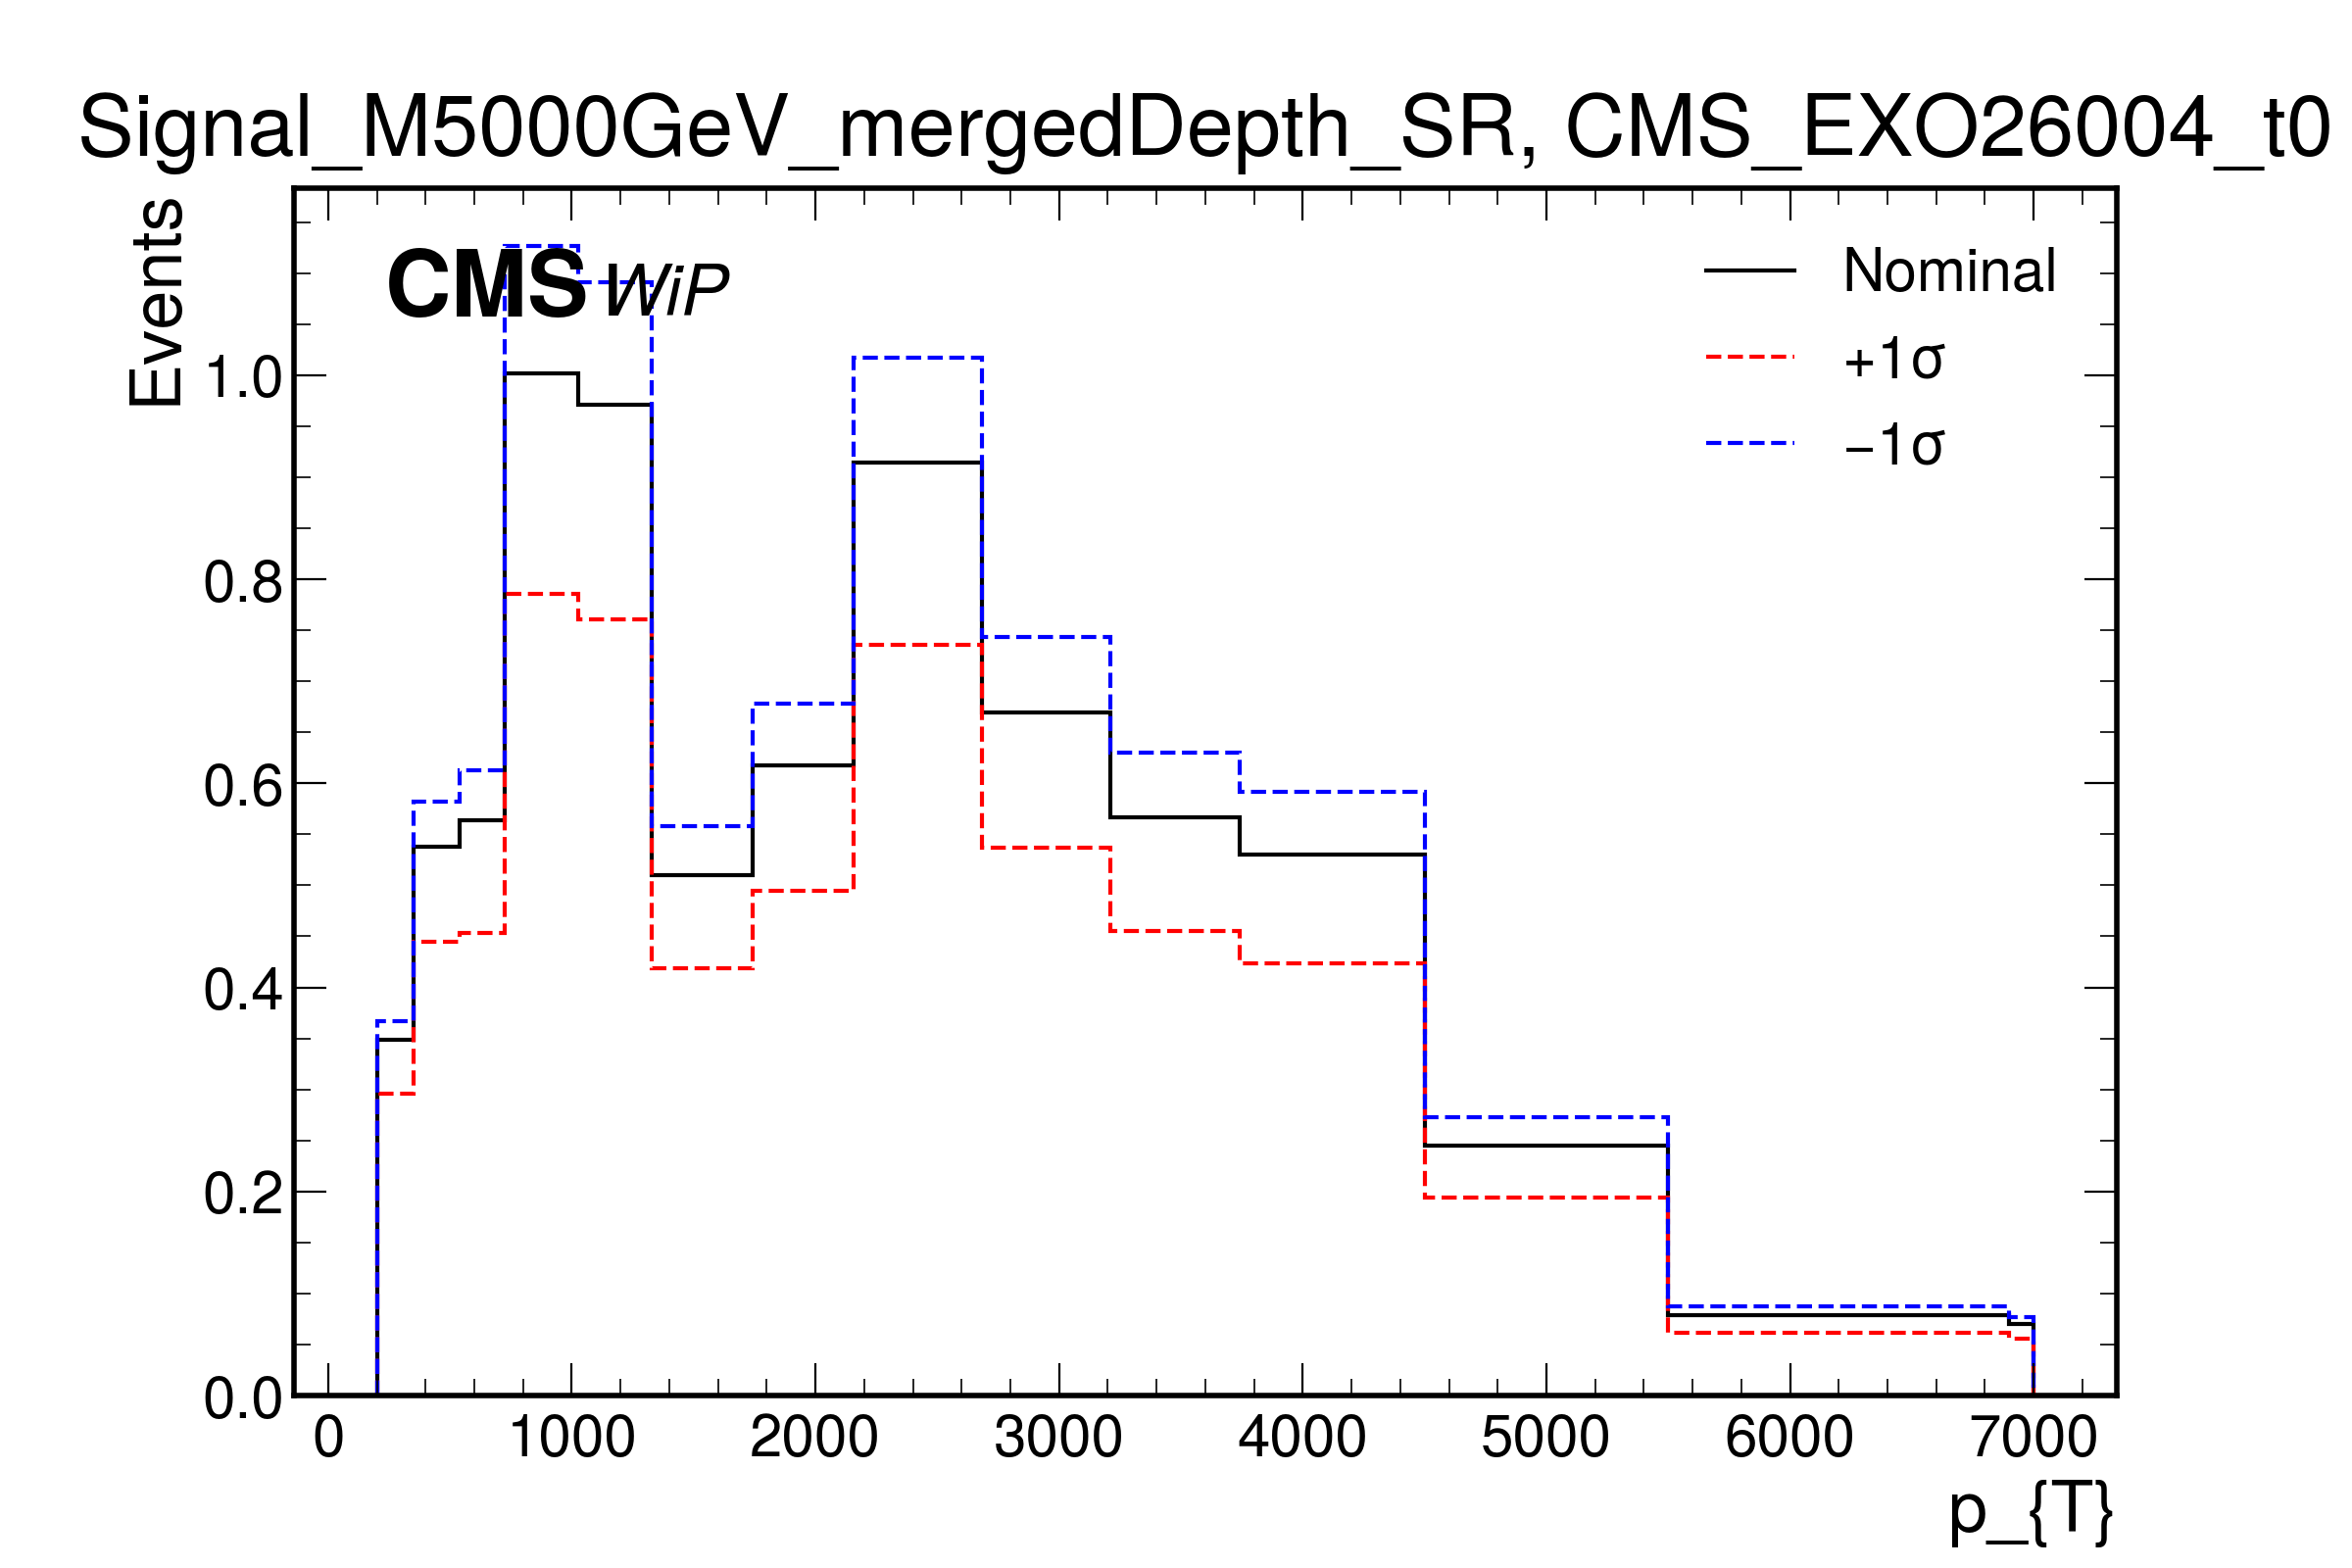 Signal_M5000GeV_mergedDepth_SR, CMS_EXO26004_t0
Events
CMS WiP
Nominal
+1σ
−1σ
1.0
0.8
0.6
0.4
0.2
0.0
0 1000 2000 3000 4000 5000 6000 7000
p_{T}